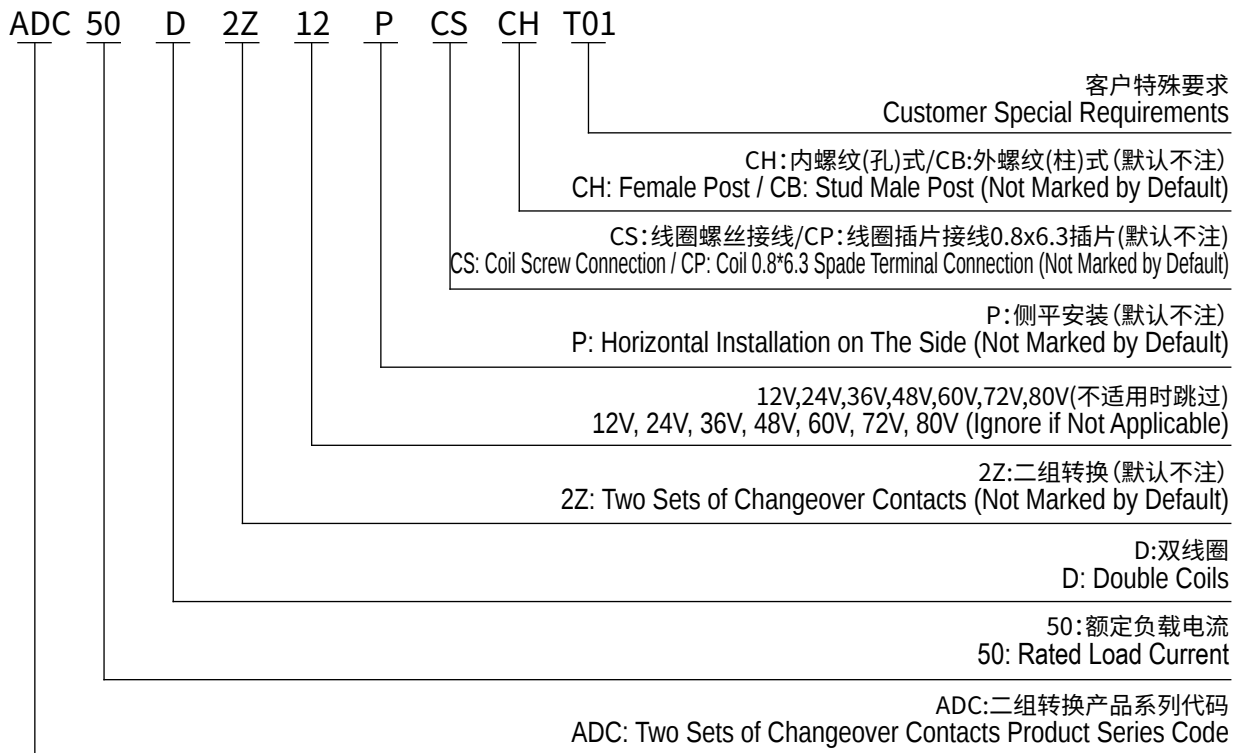 ADC 50 D 2Z 12 P CS CH T01
客户特殊要求
Customer Special Requirements
CH:内螺纹(孔)式/CB:外螺纹(柱)式(默认不注)
CH: Female Post / CB: Stud Male Post (Not Marked by Default)
CS:线圈螺丝接线/CP:线圈插片接线0.8x6.3插片(默认不注)
CS: Coil Screw Connection / CP: Coil 0.8*6.3 Spade Terminal Connection (Not Marked by Default)
P:侧平安装(默认不注)
P: Horizontal Installation on The Side (Not Marked by Default)
12V,24V,36V,48V,60V,72V,80V(不适用时跳过)
12V, 24V, 36V, 48V, 60V, 72V, 80V (Ignore if Not Applicable)
2Z:二组转换(默认不注)
2Z: Two Sets of Changeover Contacts (Not Marked by Default)
D:双线圈
D: Double Coils
50:额定负载电流
50: Rated Load Current
ADC:二组转换产品系列代码
ADC: Two Sets of Changeover Contacts Product Series Code